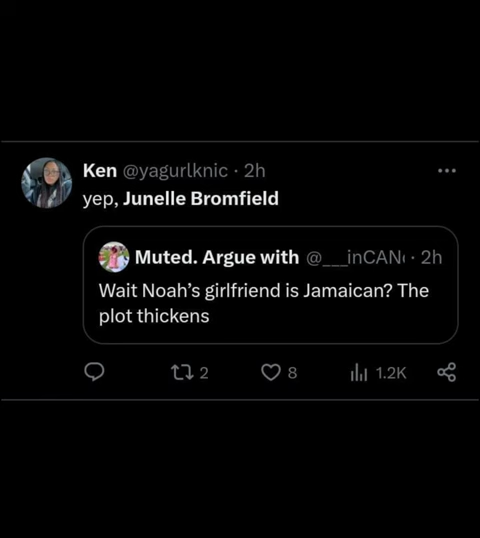 Ken @yagurlknic · 2h
yep, Junelle Bromfield
Muted. Argue with @___inCAN · 2h
Wait Noah's girlfriend is Jamaican? The
plot thickens
2 8 1.2K